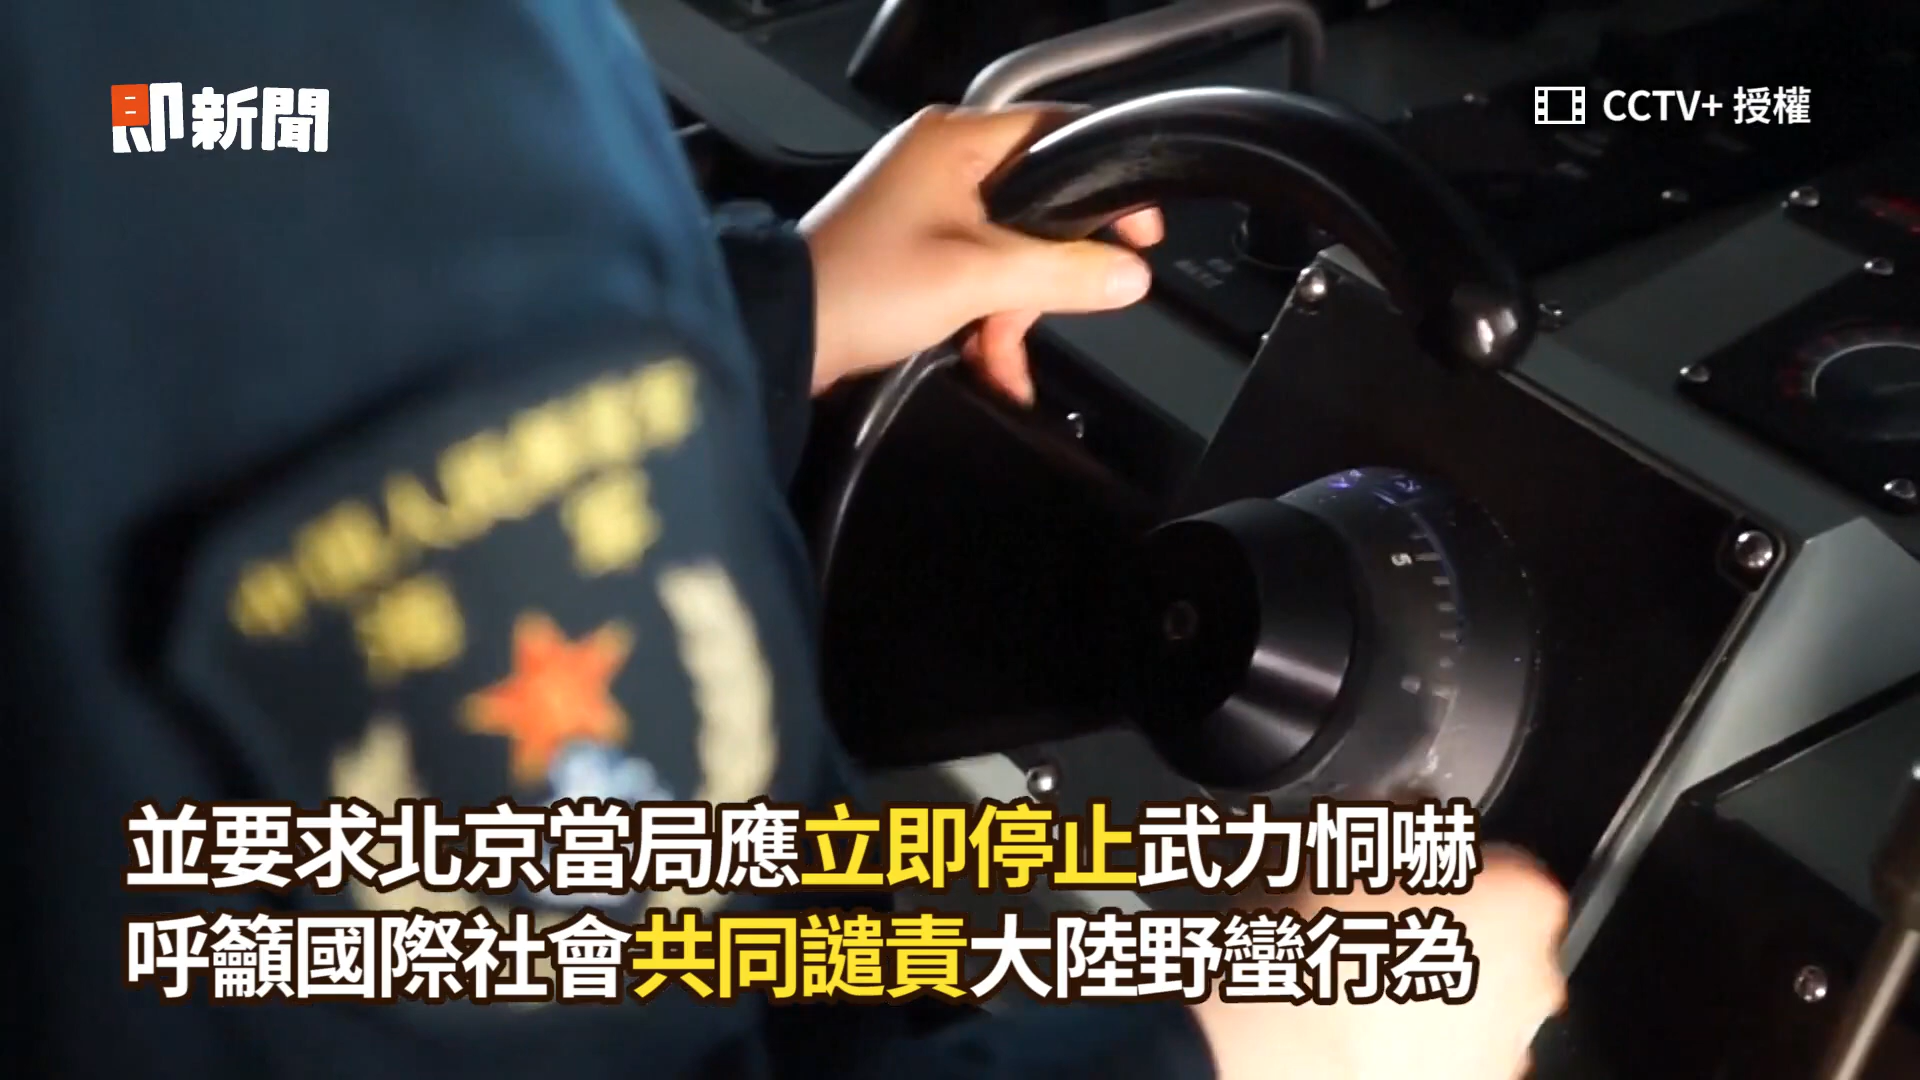 即新聞
CCTV+ 授權
5
並要求北京當局應立即停止武力恫嚇
呼籲國際社會共同譴責大陸野蠻行為